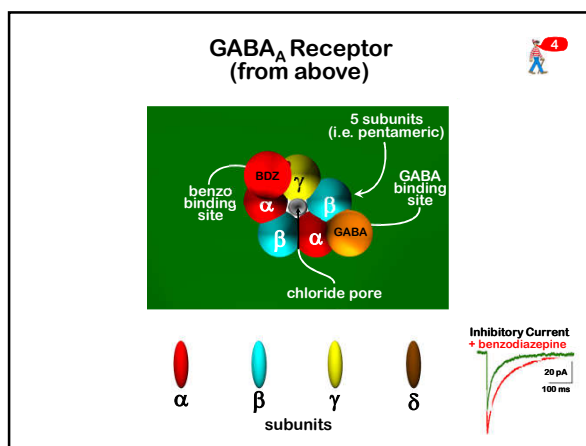 GABAA Receptor
(from above)
4
5 subunits
(i.e. pentameric)
BDZ
γ
benzo
binding
site
GABA
binding
site
α
β
β
α
GABA
chloride pore
α
β
γ
δ
subunits
Inhibitory Current
+ benzodiazepine
20 pA
100 ms